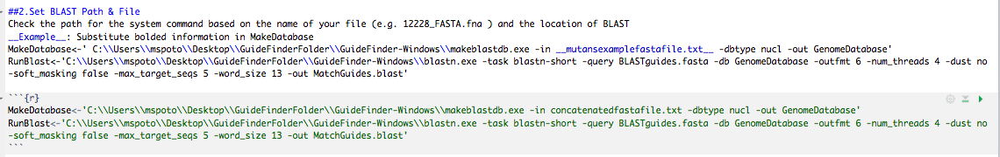 ##2.Set BLAST Path & File
Check the path for the system command based on the name of your file (e.g. 12228_FASTA.fna ) and the location of BLAST
__Example__: Substitute bolded information in MakeDatabase
MakeDatabase<-' C:\\Users\\mspoto\\Desktop\\GuideFinderFolder\\GuideFinder-Windows\\makeblastdb.exe -in __mutansexamplefastafile.txt__ -dbtype nucl -out GenomeDatabase'
RunBlast<-'C:\\Users\\mspoto\\Desktop\\GuideFinderFolder\\GuideFinder-Windows\\blastn.exe -task blastn-short -query BLASTguides.fasta -db GenomeDatabase -outfmt 6 -num_threads 4 -dust no
-soft_masking false -max_target_seqs 5 -word_size 13 -out MatchGuides.blast'
```{r}
MakeDatabase<-'C:\\Users\\mspoto\\Desktop\\GuideFinderFolder\\GuideFinder-Windows\\makeblastdb.exe -in concatenatedfastafile.txt -dbtype nucl -out GenomeDatabase'
RunBlast<-'C:\\Users\\mspoto\\Desktop\\GuideFinderFolder\\GuideFinder-Windows\\blastn.exe -task blastn-short -query BLASTguides.fasta -db GenomeDatabase -outfmt 6 -num_threads 4 -dust no
-soft_masking false -max_target_seqs 5 -word_size 13 -out MatchGuides.blast'
```